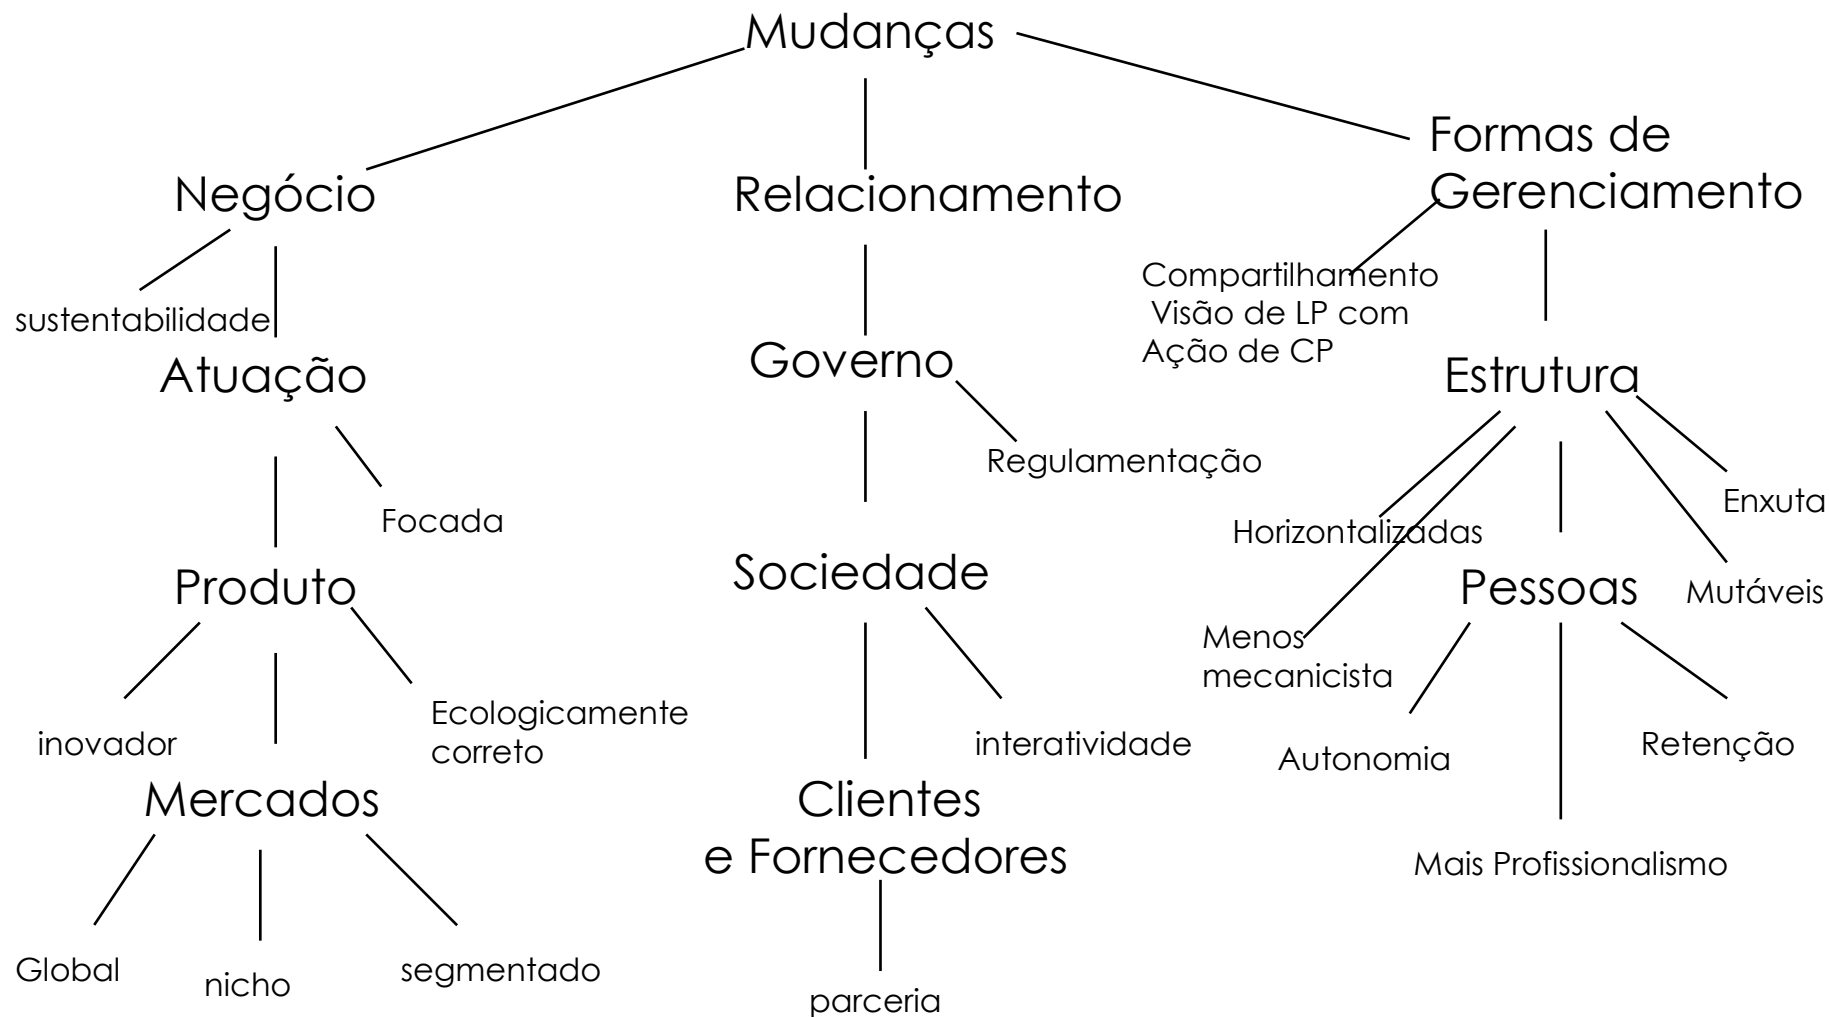 Mudanças
Formas de
Gerenciamento
Negócio
Relacionamento
Compartilhamento
Visão de LP com
Ação de CP
sustentabilidade
Atuação
Governo
Estrutura
Focada
Regulamentação
Horizontalizadas
Enxuta
Produto
Sociedade
Pessoas
Mutáveis
Menos
mecanicista
inovador
Ecologicamente
correto
interatividade
Autonomia
Retenção
Mercados
Clientes
e Fornecedores
Mais Profissionalismo
Global
nicho
segmentado
parceria